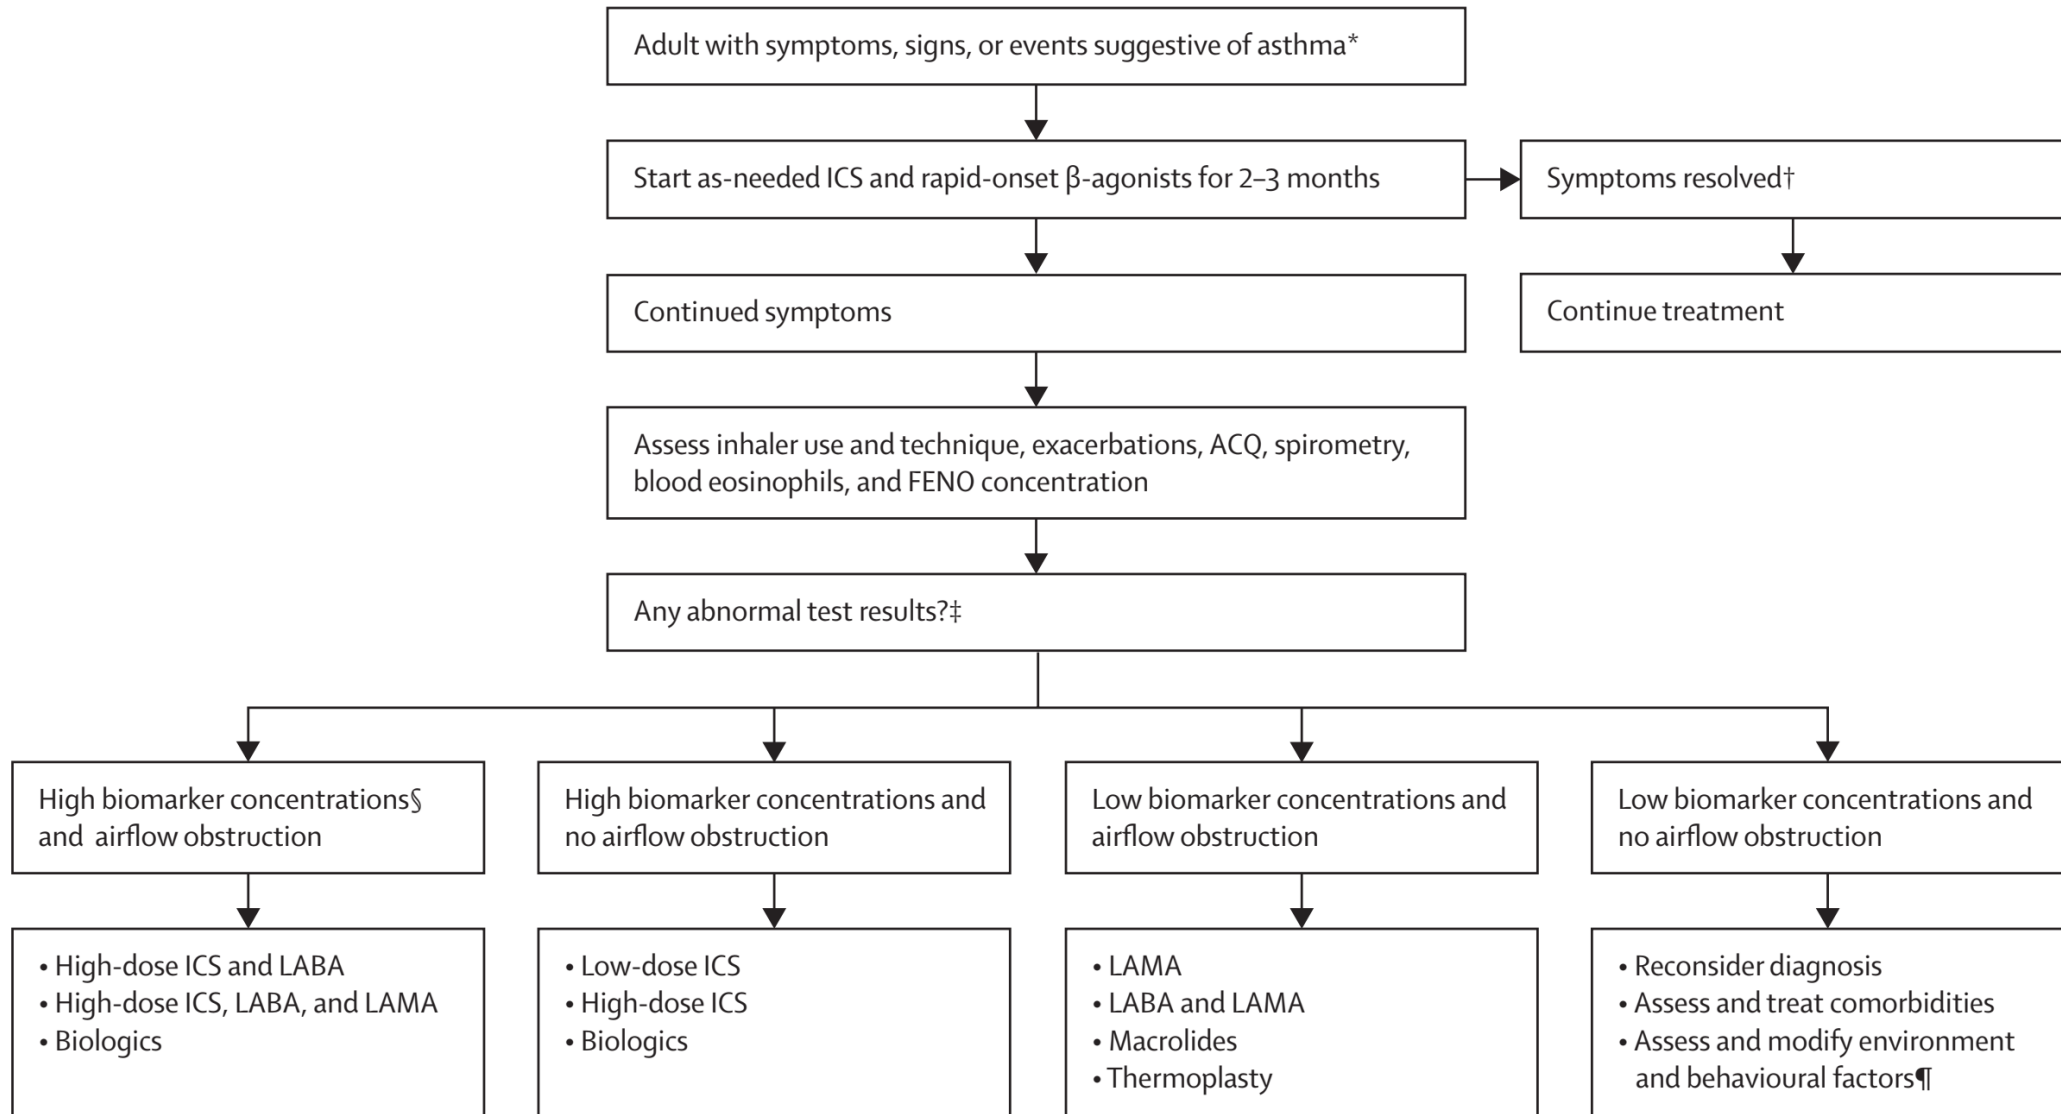 Adult with symptoms, signs, or events suggestive of asthma*
Start as-needed ICS and rapid-onset β-agonists for 2–3 months
Symptoms resolved†
Continued symptoms
Continue treatment
Assess inhaler use and technique, exacerbations, ACQ, spirometry,
blood eosinophils, and FENO concentration
Any abnormal test results?‡
High biomarker concentrations§
and airflow obstruction
High biomarker concentrations and
no airflow obstruction
Low biomarker concentrations and
airflow obstruction
Low biomarker concentrations and
no airflow obstruction
• High-dose ICS and LABA
• High-dose ICS, LABA, and LAMA
• Biologics
• Low-dose ICS
• High-dose ICS
• Biologics
• LAMA
• LABA and LAMA
• Macrolides
• Thermoplasty
• Reconsider diagnosis
• Assess and treat comorbidities
• Assess and modify environment
and behavioural factors¶